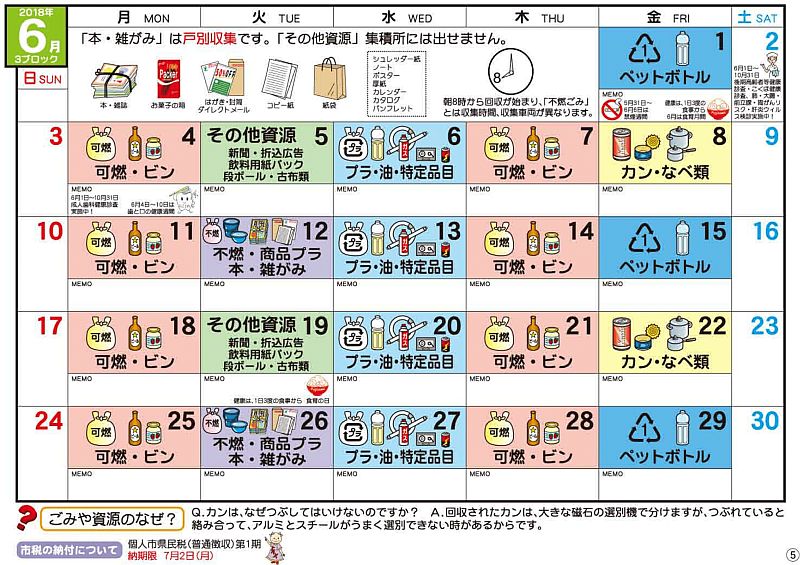 2018年
6月
3ブロック
月 MON
火 TUE
水 WED
木 THU
金 FRI
土 SAT
日 SUN
「本・雑がみ」は戸別収集です。「その他資源」集積所には出せません。
本・雑誌
Pocker
お菓子の箱
はがき・封筒
ダイレクトメール
コピー紙
紙袋
シュレッダー紙
ノート
ポスター
厚紙
カレンダー
カタログ
パンフレット
8
朝8時から回収が始まり、「不燃ごみ」
とは収集時間、収集車両が異なります。
1
1
ペットボトル
MEMO
5月31日~
6月6日は
禁煙週間
健康は、1日3度の
食事から
6月は食育月間
2
6月1日~
10月31日
後期高齢者等健康
診査・こくほ健康
診査、肺・大腸・
前立腺・胃がんリ
スク・肝炎ウイル
ス検診実施中!
3
可燃
4
可燃・ビン
MEMO
6月1日~10月31日
成人歯科健康診査
実施中!
6月4日~10日は
歯と口の健康週間
その他資源 5
新聞・折込広告
飲料用紙パック
段ボール・古布類
MEMO
プラ
6
プラ・油・特定品目
MEMO
可燃
7
可燃・ビン
MEMO
8
カン・なべ類
MEMO
9
10
可燃
11
可燃・ビン
MEMO
不燃
12
不燃・商品プラ
本・雑がみ
MEMO
プラ
13
プラ・油・特定品目
MEMO
可燃
14
可燃・ビン
MEMO
1
15
ペットボトル
MEMO
16
17
可燃
18
可燃・ビン
MEMO
その他資源 19
新聞・折込広告
飲料用紙パック
段ボール・古布類
MEMO
健康は、1日3度の食事から 食育の日
プラ
20
プラ・油・特定品目
MEMO
可燃
21
可燃・ビン
MEMO
22
カン・なべ類
MEMO
23
24
可燃
25
可燃・ビン
MEMO
不燃
26
不燃・商品プラ
本・雑がみ
MEMO
プラ
27
プラ・油・特定品目
MEMO
可燃
28
可燃・ビン
MEMO
1
29
ペットボトル
MEMO
30
?
ごみや資源のなぜ?
Q.カンは、なぜつぶしてはいけないのですか? A.回収されたカンは、大きな磁石の選別機で分けますが、つぶれていると
絡み合って、アルミとスチールがうまく選別できない時があるからです。
市税の納付について
個人市県民税(普通徴収)第1期
納期限 7月2日(月)
5